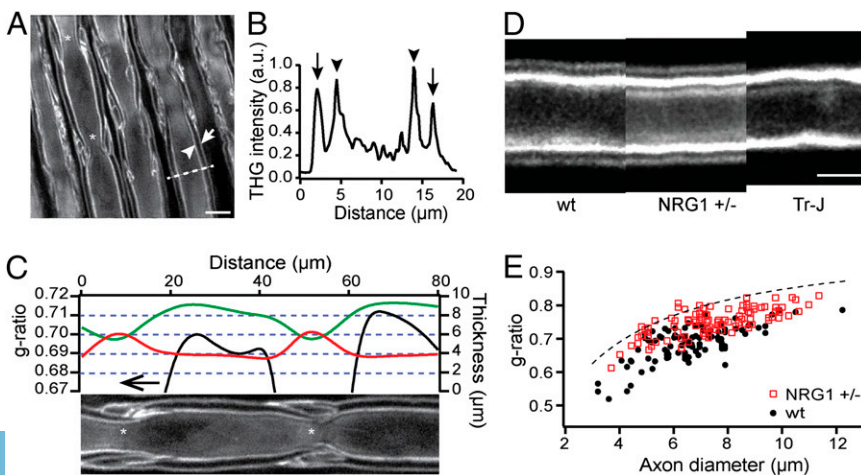 A
B
THG intensity (a.u.)
1.0
0.8
0.6
0.4
0.2
0
0 5 10 15 20
Distance (µm)
*
*
D
wt NRG1 +/- Tr-J
C
Distance (µm)
0 20 40 60 80
g-ratio
0.72
0.71
0.70
0.69
0.68
0.67
10
8
6
4
2
0
Thickness (µm)
*
*
E
g-ratio
0.9
0.8
0.7
0.6
0.5
2 4 6 8 10 12
Axon diameter (µm)
NRG1 +/-
wt